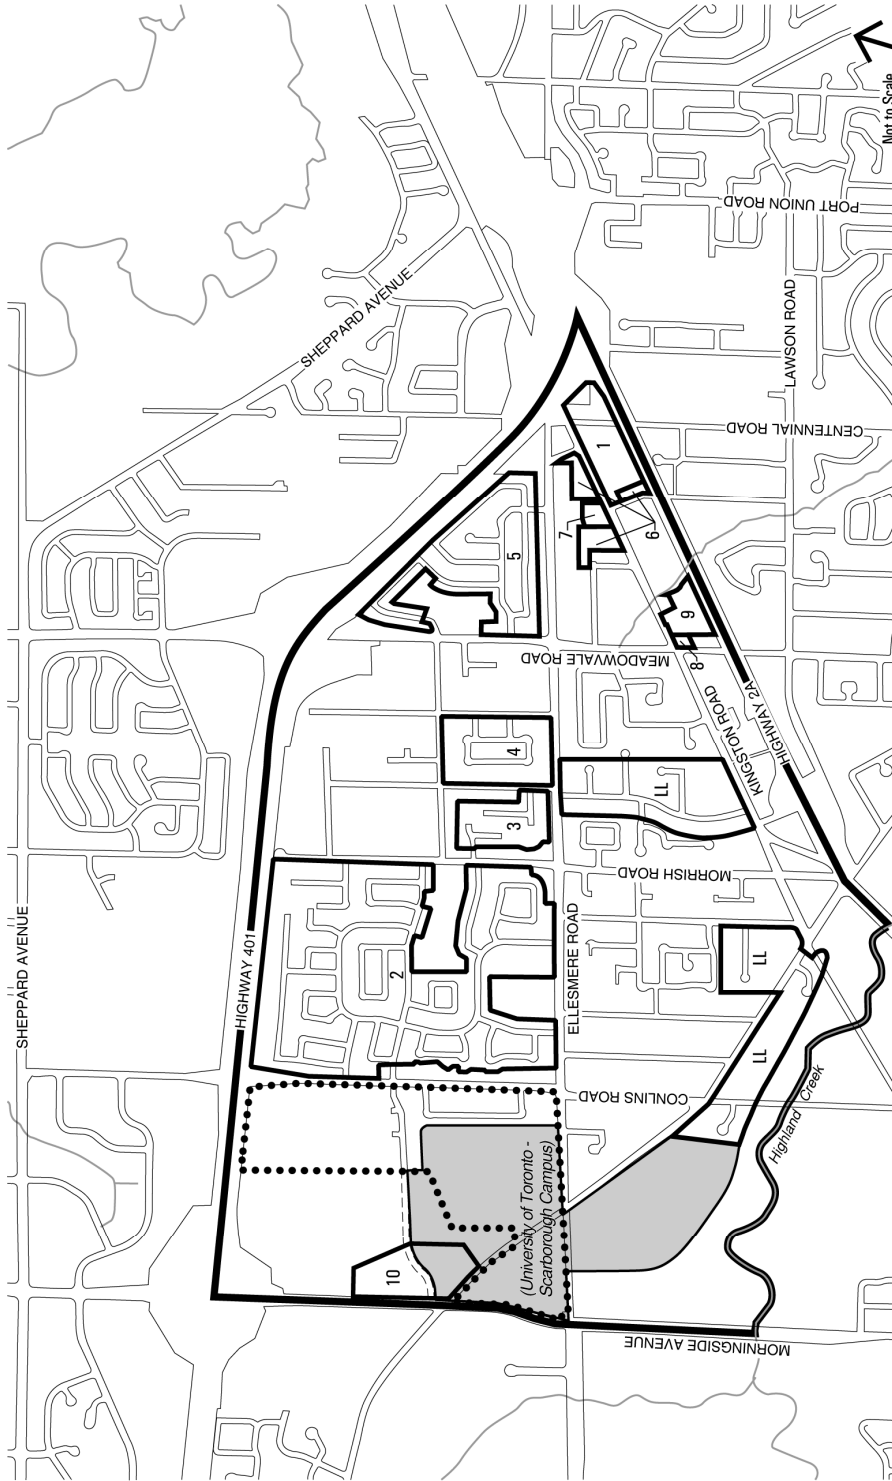 Not to Scale
PORT UNION ROAD
SHEPPARD AVENUE
LAWSON ROAD
CENTENNIAL ROAD
1
7
6
5
9
8
MEADOWVALE ROAD
HIGHWAY 2A
KINGSTON ROAD
4
LL
3
MORRISH ROAD
SHEPPARD AVENUE
HIGHWAY 401
2
ELLESMERE ROAD
LL
LL
CONLINS ROAD
Highland Creek
(University of Toronto -
Scarborough Campus)
10
MORNINGSIDE AVENUE